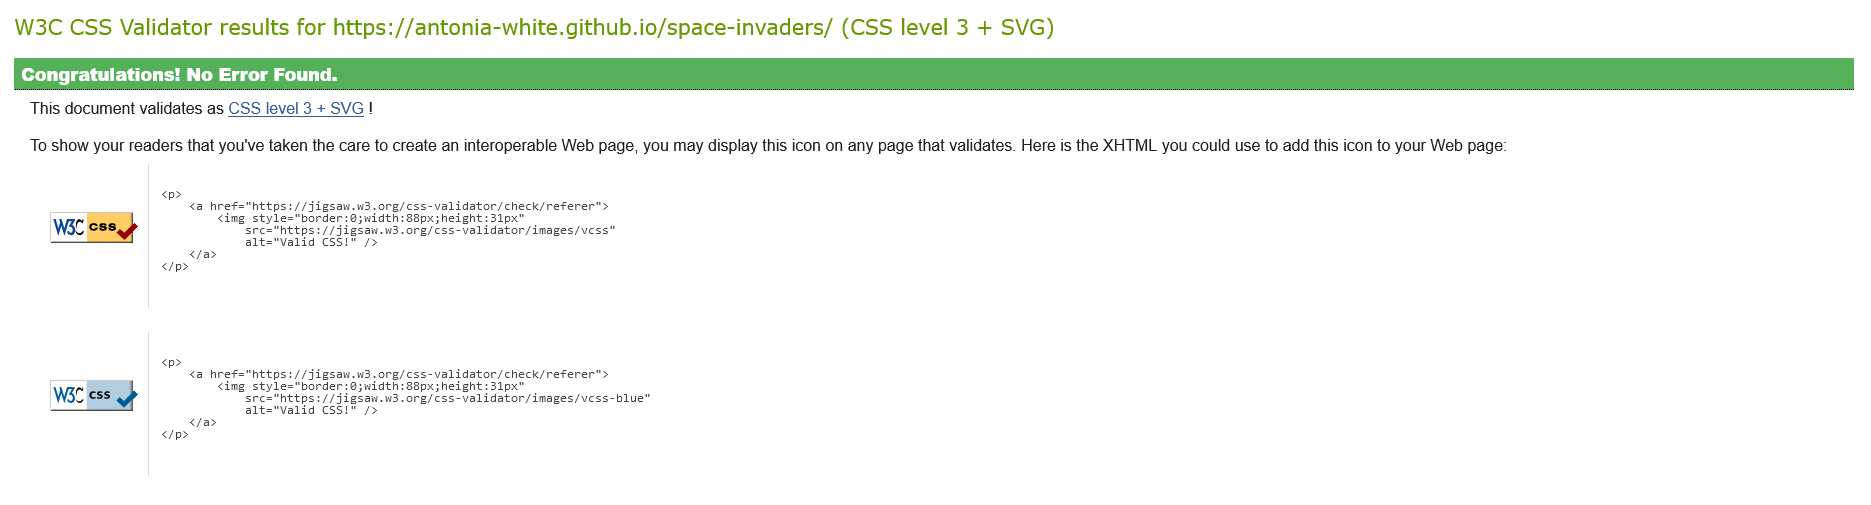 W3C CSS Validator results for https://antonia-white.github.io/space-invaders/ (CSS level 3 + SVG)
Congratulations! No Error Found.
This document validates as CSS level 3 + SVG !
To show your readers that you've taken the care to create an interoperable Web page, you may display this icon on any page that validates. Here is the XHTML you could use to add this icon to your Web page:
W3C css
<p>
    <a href="https://jigsaw.w3.org/css-validator/check/referer">
        <img style="border:0;width:88px;height:31px"
            src="https://jigsaw.w3.org/css-validator/images/vcss"
            alt="Valid CSS!" />
    </a>
</p>
W3C css
<p>
    <a href="https://jigsaw.w3.org/css-validator/check/referer">
        <img style="border:0;width:88px;height:31px"
            src="https://jigsaw.w3.org/css-validator/images/vcss-blue"
            alt="Valid CSS!" />
    </a>
</p>